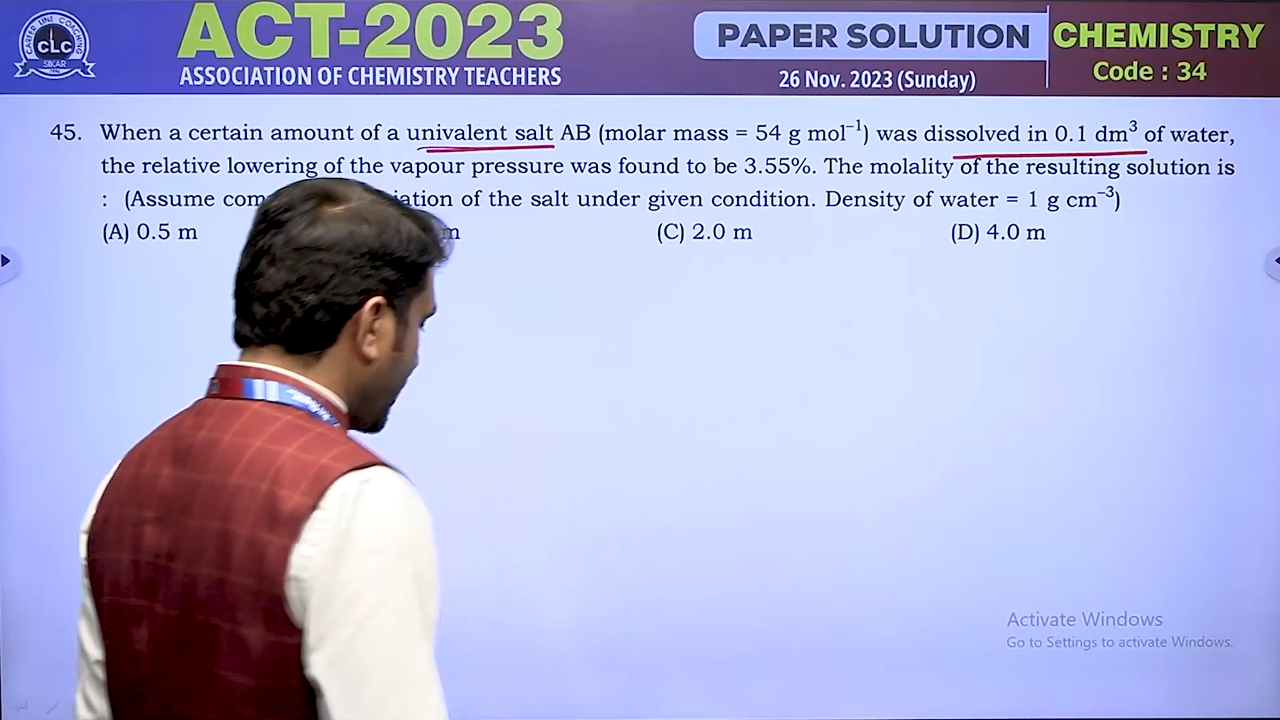 ACT-2023
ASSOCIATION OF CHEMISTRY TEACHERS
PAPER SOLUTION
26 Nov. 2023 (Sunday)
CHEMISTRY
Code : 34
CLC
SIKAR
45. When a certain amount of a univalent salt AB (molar mass = 54 g mol⁻¹) was dissolved in 0.1 dm³ of water,
the relative lowering of the vapour pressure was found to be 3.55%. The molality of the resulting solution is
: (Assume of the salt under given condition. Density of water = 1 g cm⁻³)
(A) 0.5 m m (C) 2.0 m (D) 4.0 m
Activate Windows
Go to Settings to activate Windows.